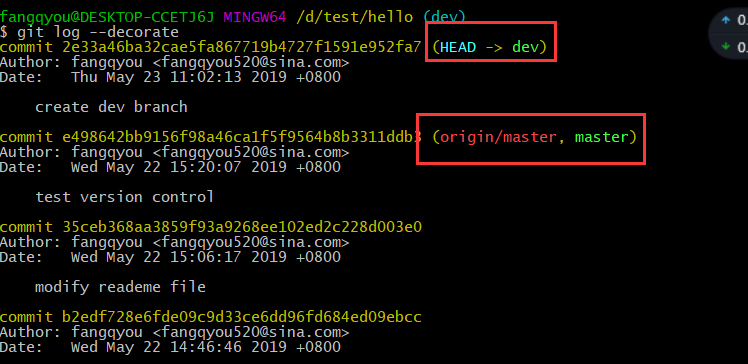 fangqyou@DESKTOP-CCETJ6J MINGW64 /d/test/hello (dev)
$ git log --decorate
commit 2e33a46ba32cae5fa867719b4727f1591e952fa7 (HEAD -> dev)
Author: fangqyou <fangqyou520@sina.com>
Date:   Thu May 23 11:02:13 2019 +0800
create dev branch
commit e498642bb9156f98a46ca1f5f9564b8b3311ddb3 (origin/master, master)
Author: fangqyou <fangqyou520@sina.com>
Date:   Wed May 22 15:20:07 2019 +0800
test version control
commit 35ceb368aa3859f93a9268ee102ed2c228d003e0
Author: fangqyou <fangqyou520@sina.com>
Date:   Wed May 22 15:06:17 2019 +0800
modify reademe file
commit b2edf728e6fde09c9d33ce6dd96fd684ed09ebcc
Author: fangqyou <fangqyou520@sina.com>
Date:   Wed May 22 14:46:46 2019 +0800
↑ 0.
↓ 0.